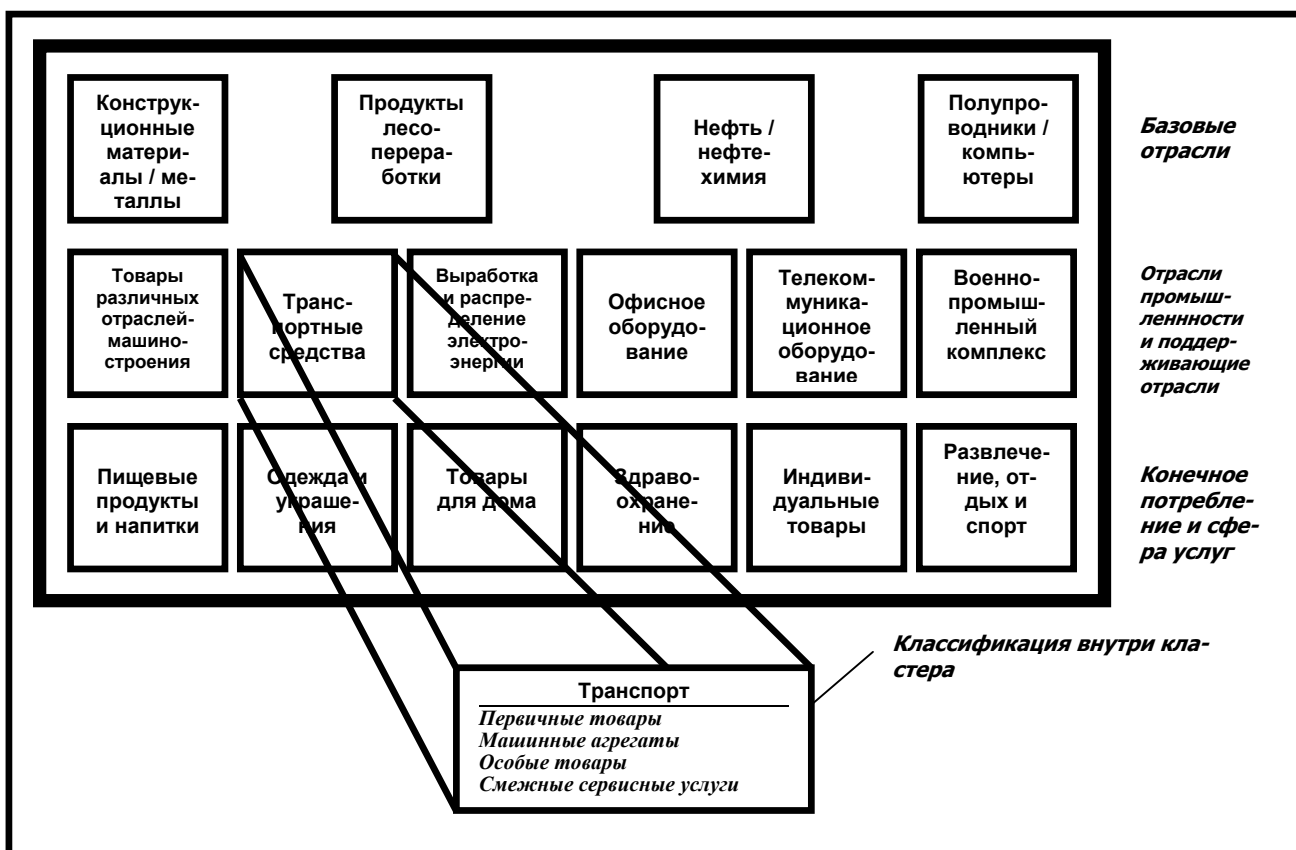 Конструк-
ционные
матери-
алы / ме-
таллы
Продукты
лесо-
перера-
ботки
Нефть /
нефте-
химия
Полупро-
водники /
компь-
ютеры
Базовые
отрасли
Товары
различных
отраслей-
машино-
строения
Транс-
портные
средства
Выработка
и распре-
деление
электро-
энергии
Офисное
оборудо-
вание
Телеком-
муника-
ционное
оборудо-
вание
Военно-
промыш-
ленный
комплекс
Отрасли
промыш-
леннности
и поддер-
живающие
отрасли
Пищевые
продукты
и напитки
Одежда и
украше-
ния
Товары
для дома
Здраво-
охране-
ние
Индиви-
дуальные
товары
Развлече-
ние, от-
дых и
спорт
Конечное
потребле-
ние и сфе-
ра услуг
Классификация внутри кла-
стера
Транспорт
Первичные товары
Машинные агрегаты
Особые товары
Смежные сервисные услуги